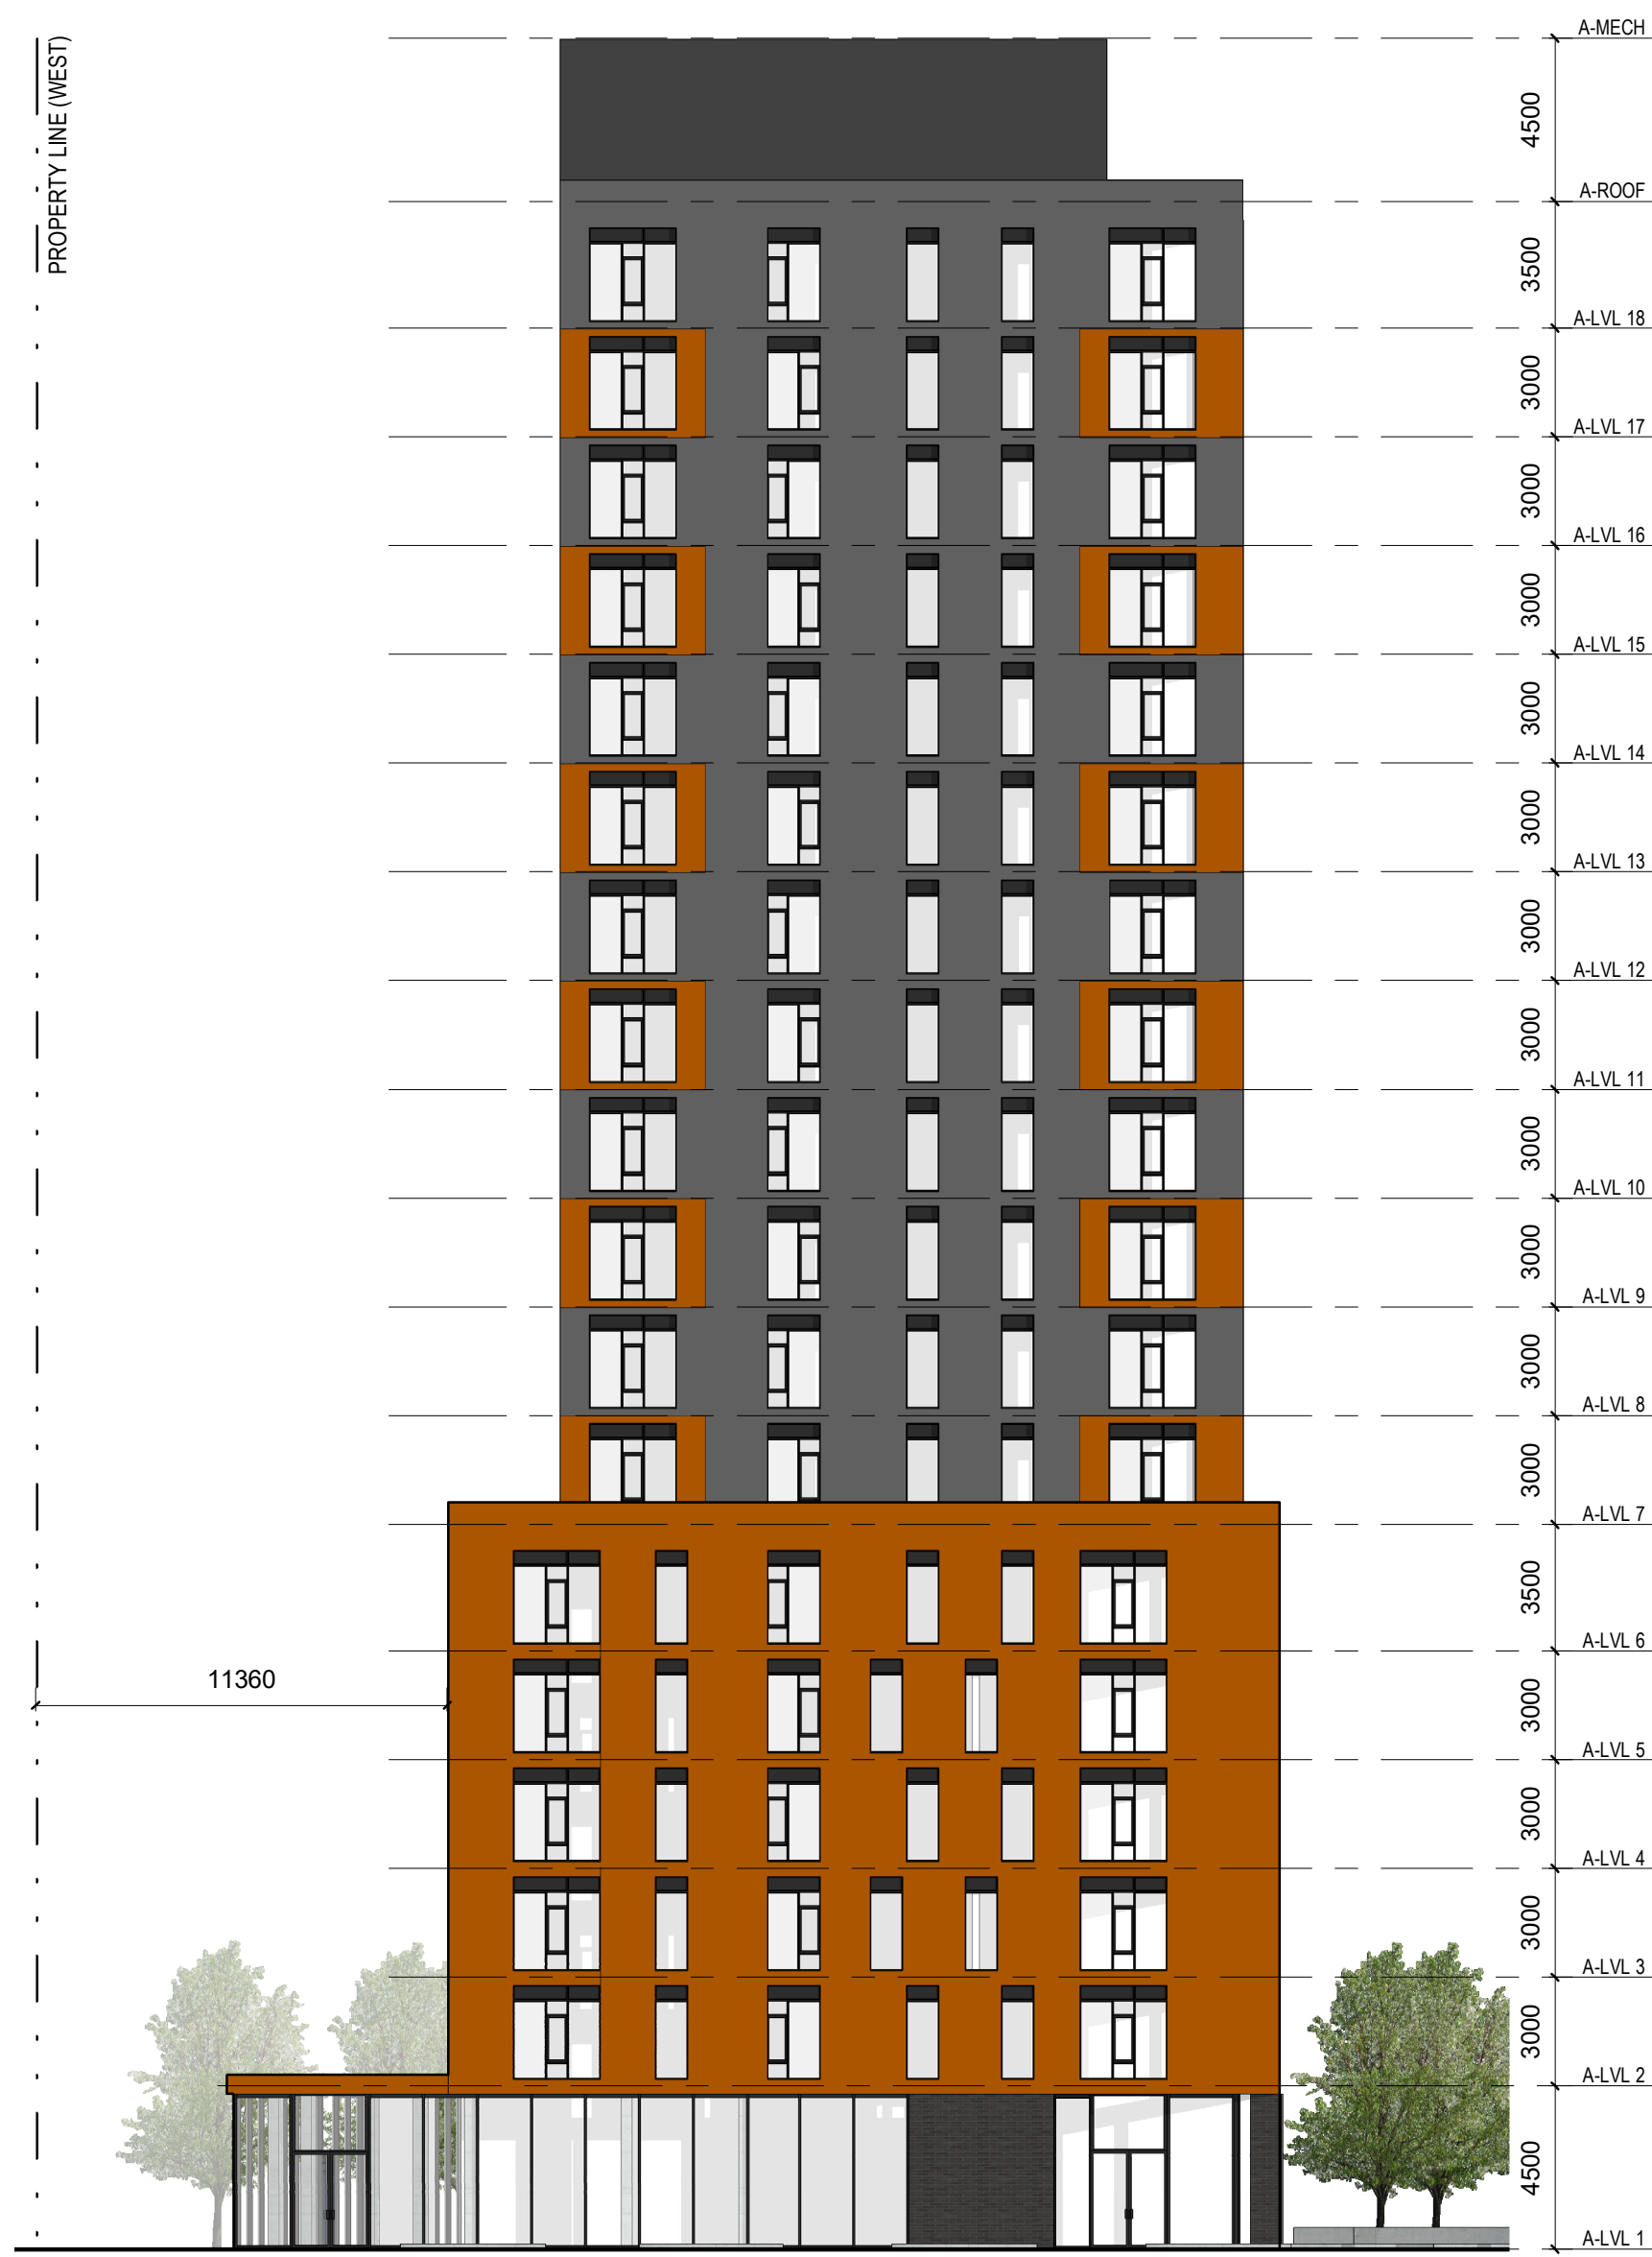 PROPERTY LINE (WEST)
A-MECH
4500
A-ROOF
3500
A-LVL 18
3000
A-LVL 17
3000
A-LVL 16
3000
A-LVL 15
3000
A-LVL 14
3000
A-LVL 13
3000
A-LVL 12
3000
A-LVL 11
3000
A-LVL 10
3000
A-LVL 9
3000
A-LVL 8
3000
A-LVL 7
3500
A-LVL 6
11360
3000
A-LVL 5
3000
A-LVL 4
3000
A-LVL 3
3000
A-LVL 2
4500
A-LVL 1